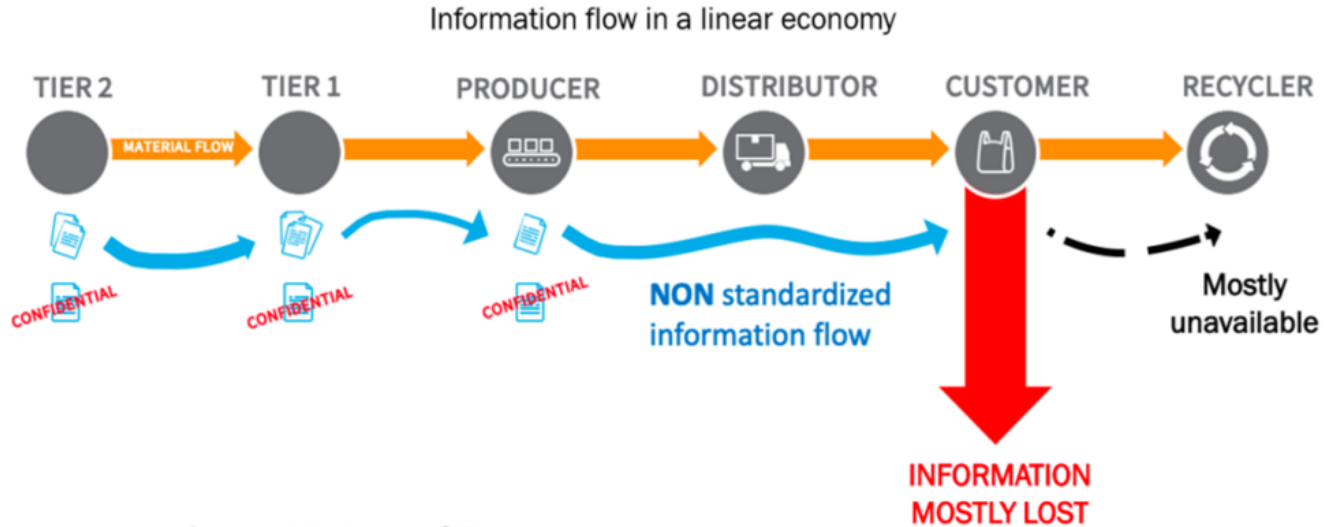 Information flow in a linear economy
TIER 2
TIER 1
PRODUCER
DISTRIBUTOR
CUSTOMER
RECYCLER
MATERIAL FLOW
CONFIDENTIAL
CONFIDENTIAL
CONFIDENTIAL
NON standardized
information flow
Mostly
unavailable
INFORMATION
MOSTLY LOST